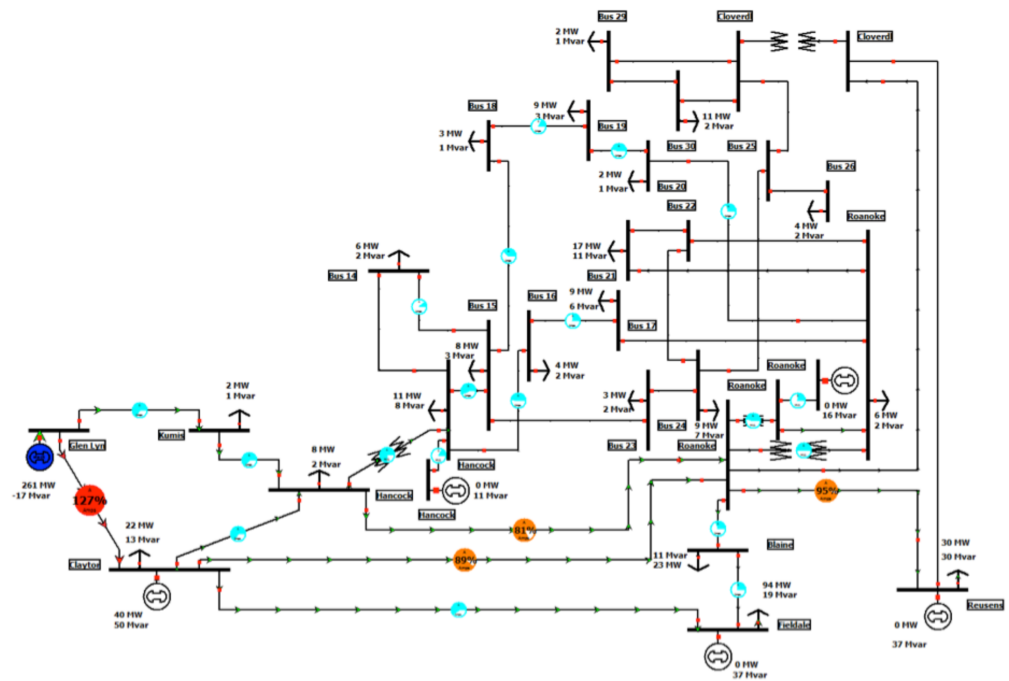 Bus 29
Cloverdl
2 MW
1 Mvar
Cloverdl
Bus 18
9 MW
3 Mvar
11 MW
2 Mvar
Bus 19
3 MW
1 Mvar
Bus 30
Bus 25
Bus 26
2 MW
1 Mvar
Bus 20
Bus 22
Roanoke
4 MW
2 Mvar
6 MW
2 Mvar
17 MW
11 Mvar
Bus 14
Bus 21
Bus 15
Bus 16
9 MW
6 Mvar
Bus 17
8 MW
3 Mvar
4 MW
2 Mvar
Roanoke
Roanoke
2 MW
1 Mvar
11 MW
8 Mvar
3 MW
2 Mvar
0 MW
16 Mvar
6 MW
2 Mvar
Bus 24
9 MW
7 Mvar
Glen Lyn
Kumis
Bus 23
Roanoke
8 MW
2 Mvar
Hancock
261 MW
-17 Mvar
127%
Hancock
0 MW
11 Mvar
95%
Hancock
22 MW
13 Mvar
81%
Claytor
89%
11 Mvar
23 MW
Blaine
30 MW
30 Mvar
94 MW
19 Mvar
40 MW
50 Mvar
Fieldale
Reusens
0 MW
37 Mvar
0 MW
37 Mvar